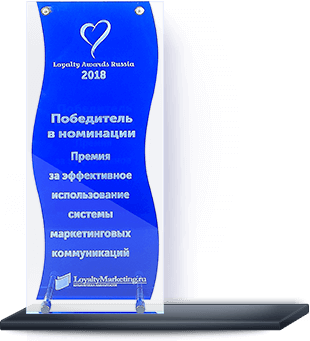 Loyalty Awards Russia
2018
Победитель
в номинации
Премия
за эффективное
использование
системы
маркетинговых
коммуникаций
LoyaltyMarketing.ru